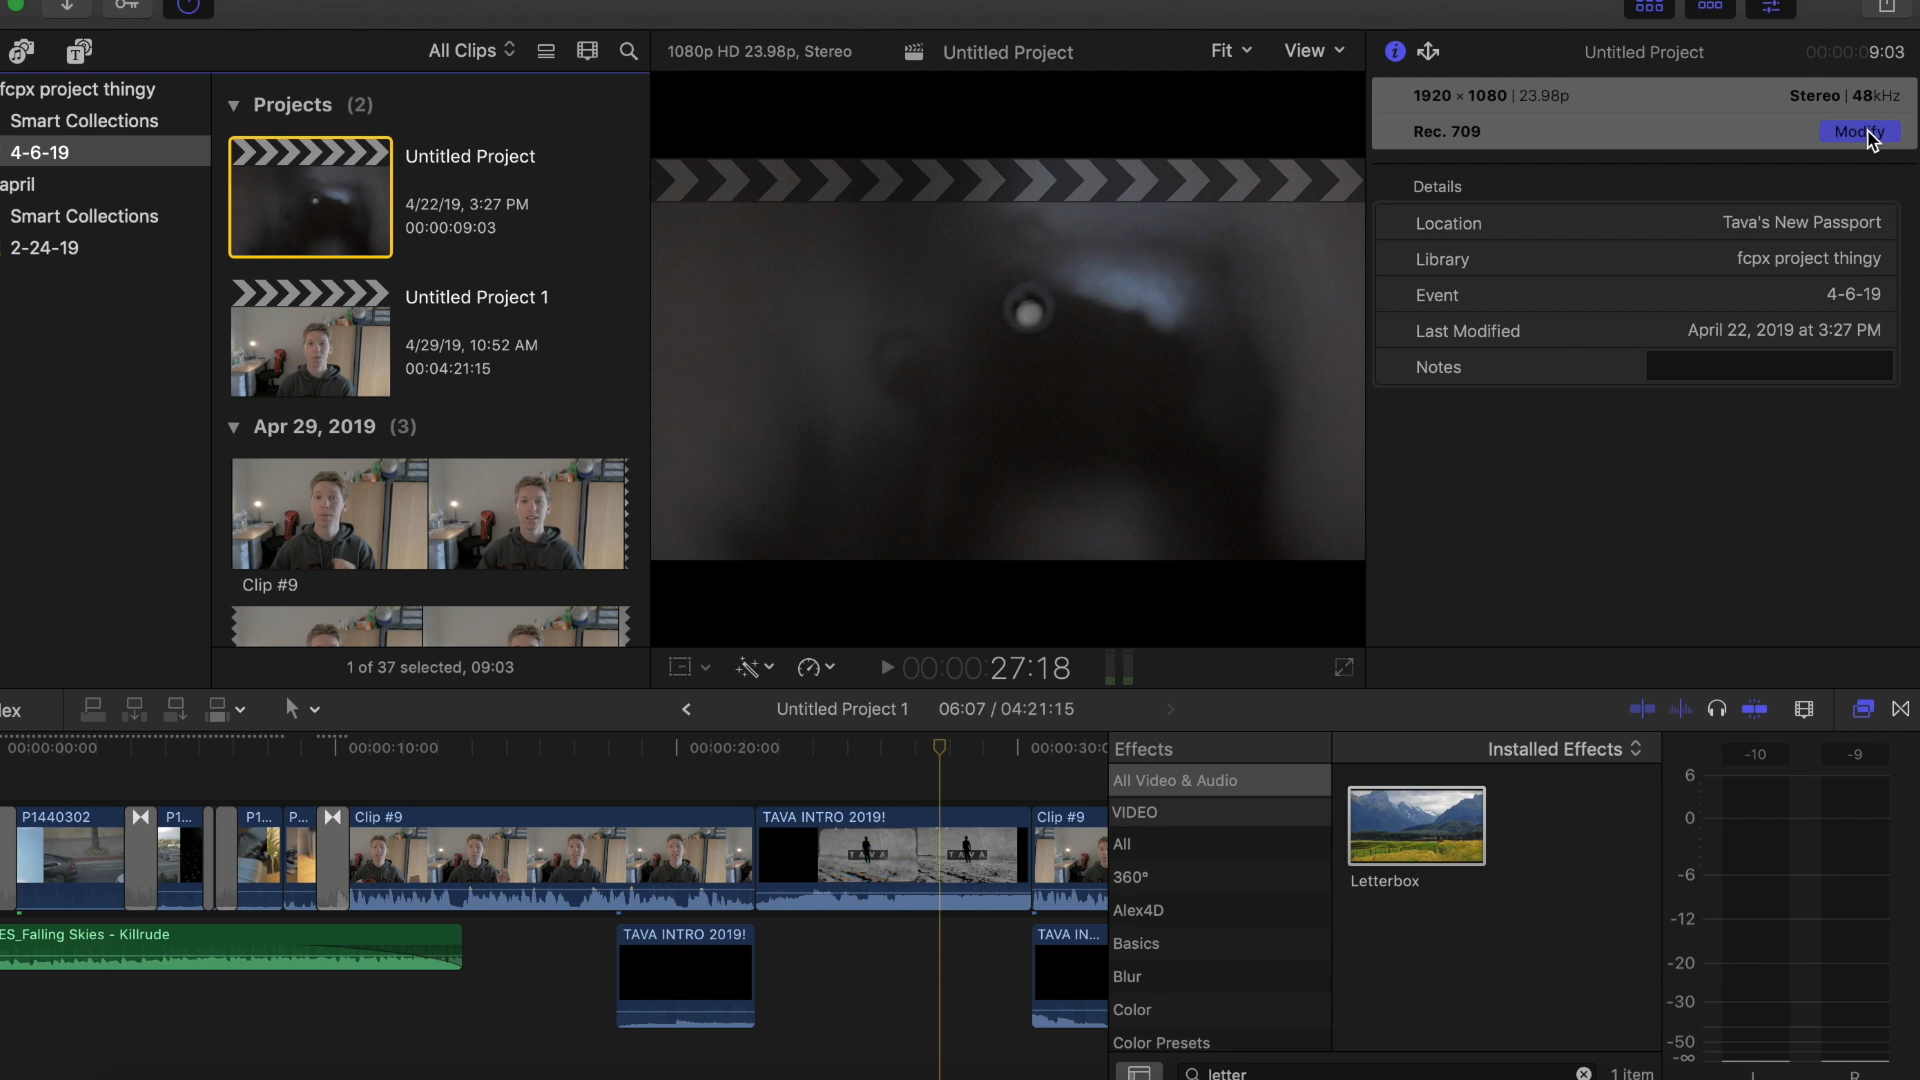 All Clips
1080p HD 23.98p, Stereo
Untitled Project
Fit
View
Untitled Project
00:00:09:03
fcpx project thingy
Smart Collections
4-6-19
april
Smart Collections
2-24-19
Projects (2)
Untitled Project
4/22/19, 3:27 PM
00:00:09:03
Untitled Project 1
4/29/19, 10:52 AM
00:04:21:15
Apr 29, 2019 (3)
Clip #9
1 of 37 selected, 09:03
00:00:27:18
1920 × 1080 | 23.98p
Stereo | 48kHz
Rec. 709
Modify
Details
Location
Tava's New Passport
Library
fcpx project thingy
Event
4-6-19
Last Modified
April 22, 2019 at 3:27 PM
Notes
lex
Untitled Project 1
06:07 / 04:21:15
00:00:00:00
00:00:10:00
00:00:20:00
00:00:30:0
P1440302
P1...
P1...
P...
Clip #9
TAVA INTRO 2019!
Clip #9
TAVA
TAVA
ES_Falling Skies - Killrude
TAVA INTRO 2019!
TAVA IN...
Effects
All Video & Audio
VIDEO
All
360°
Alex4D
Basics
Blur
Color
Color Presets
Installed Effects
Letterbox
letter
1 item
-10
-9
6
0
-6
-12
-20
-30
-50
-∞
L
R